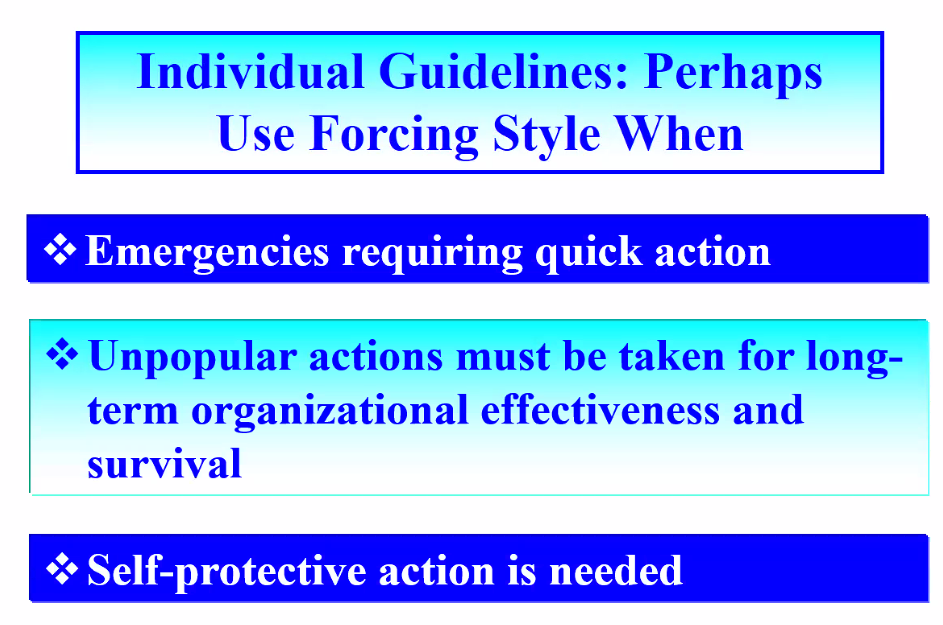 Individual Guidelines: Perhaps
Use Forcing Style When
❖ Emergencies requiring quick action
❖ Unpopular actions must be taken for long-
term organizational effectiveness and
survival
❖ Self-protective action is needed